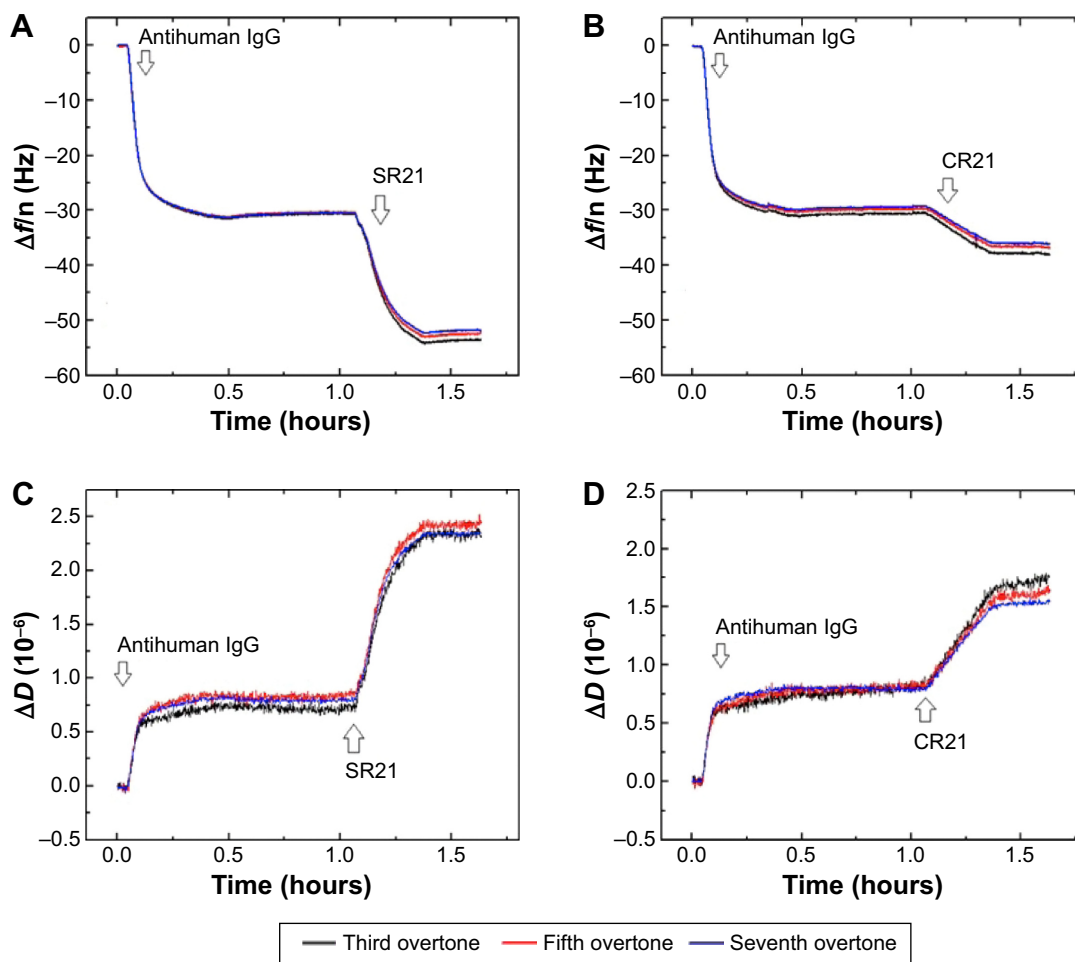 A
Antihuman IgG
SR21
Δf/n (Hz)
0
–10
–20
–30
–40
–50
–60
0.0 0.5 1.0 1.5
Time (hours)
B
Antihuman IgG
CR21
Δf/n (Hz)
0
–10
–20
–30
–40
–50
–60
0.0 0.5 1.0 1.5
Time (hours)
C
Antihuman IgG
SR21
ΔD (10⁻⁶)
2.5
2.0
1.5
1.0
0.5
0.0
–0.5
0.0 0.5 1.0 1.5
Time (hours)
D
Antihuman IgG
CR21
ΔD (10⁻⁶)
2.5
2.0
1.5
1.0
0.5
0.0
–0.5
0.0 0.5 1.0 1.5
Time (hours)
Third overtone Fifth overtone Seventh overtone